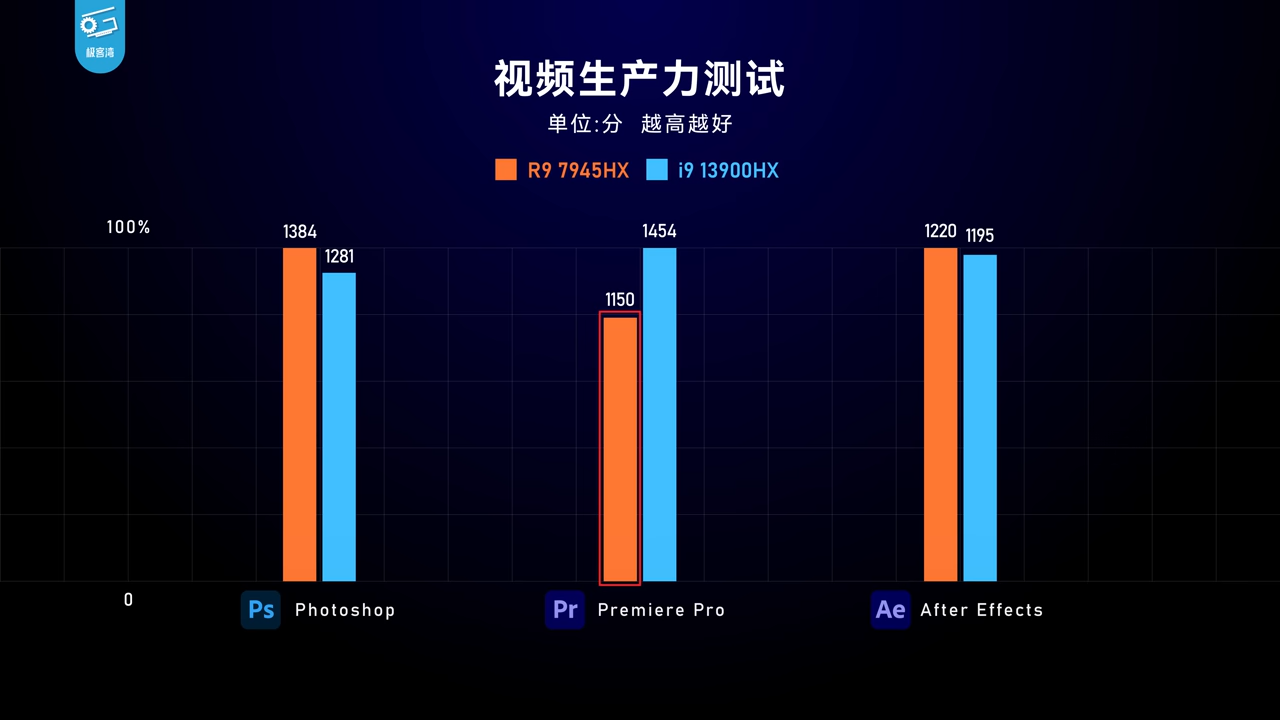 极客湾
视频生产力测试
单位:分 越高越好
R9 7945HX i9 13900HX
100%
1384 1281 1150 1454 1220 1195
0
Ps Photoshop Pr Premiere Pro Ae After Effects